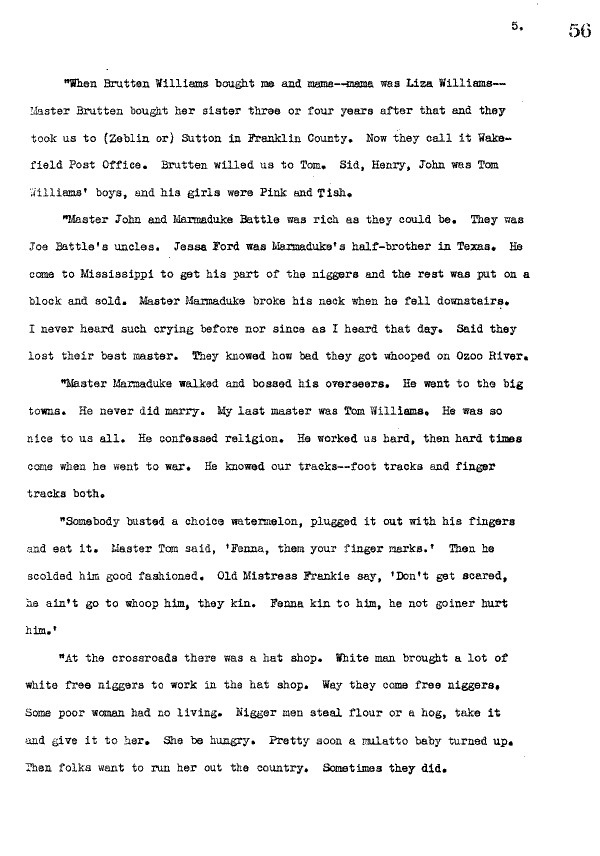 5. 56
"When Brutten Williams bought me and mama--mama was Liza Williams--
Master Brutten bought her sister three or four years after that and they
took us to (Zeblin or) Sutton in Franklin County. Now they call it Wake-
field Post Office. Brutten willed us to Tom. Sid, Henry, John was Tom
Williams' boys, and his girls were Pink and Tish.
"Master John and Marmaduke Battle was rich as they could be. They was
Joe Battle's uncles. Jessa Ford was Marmaduke's half-brother in Texas. He
come to Mississippi to get his part of the niggers and the rest was put on a
block and sold. Master Marmaduke broke his neck when he fell downstairs.
I never heard such crying before nor since as I heard that day. Said they
lost their best master. They knowed how bad they got whooped on Ozoo River.
"Master Marmaduke walked and bossed his overseers. He went to the big
towns. He never did marry. My last master was Tom Williams. He was so
nice to us all. He confessed religion. He worked us hard, then hard times
come when he went to war. He knowed our tracks--foot tracks and finger
tracks both.
"Somebody busted a choice watermelon, plugged it out with his fingers
and eat it. Master Tom said, 'Fenna, them your finger marks.' Then he
scolded him good fashioned. Old Mistress Frankie say, 'Don't get scared,
he ain't go to whoop him, they kin. Fenna kin to him, he not goiner hurt
him.'
"At the crossroads there was a hat shop. White man brought a lot of
white free niggers to work in the hat shop. Way they come free niggers.
Some poor woman had no living. Nigger men steal flour or a hog, take it
and give it to her. She be hungry. Pretty soon a mulatto baby turned up.
Then folks want to run her out the country. Sometimes they did.